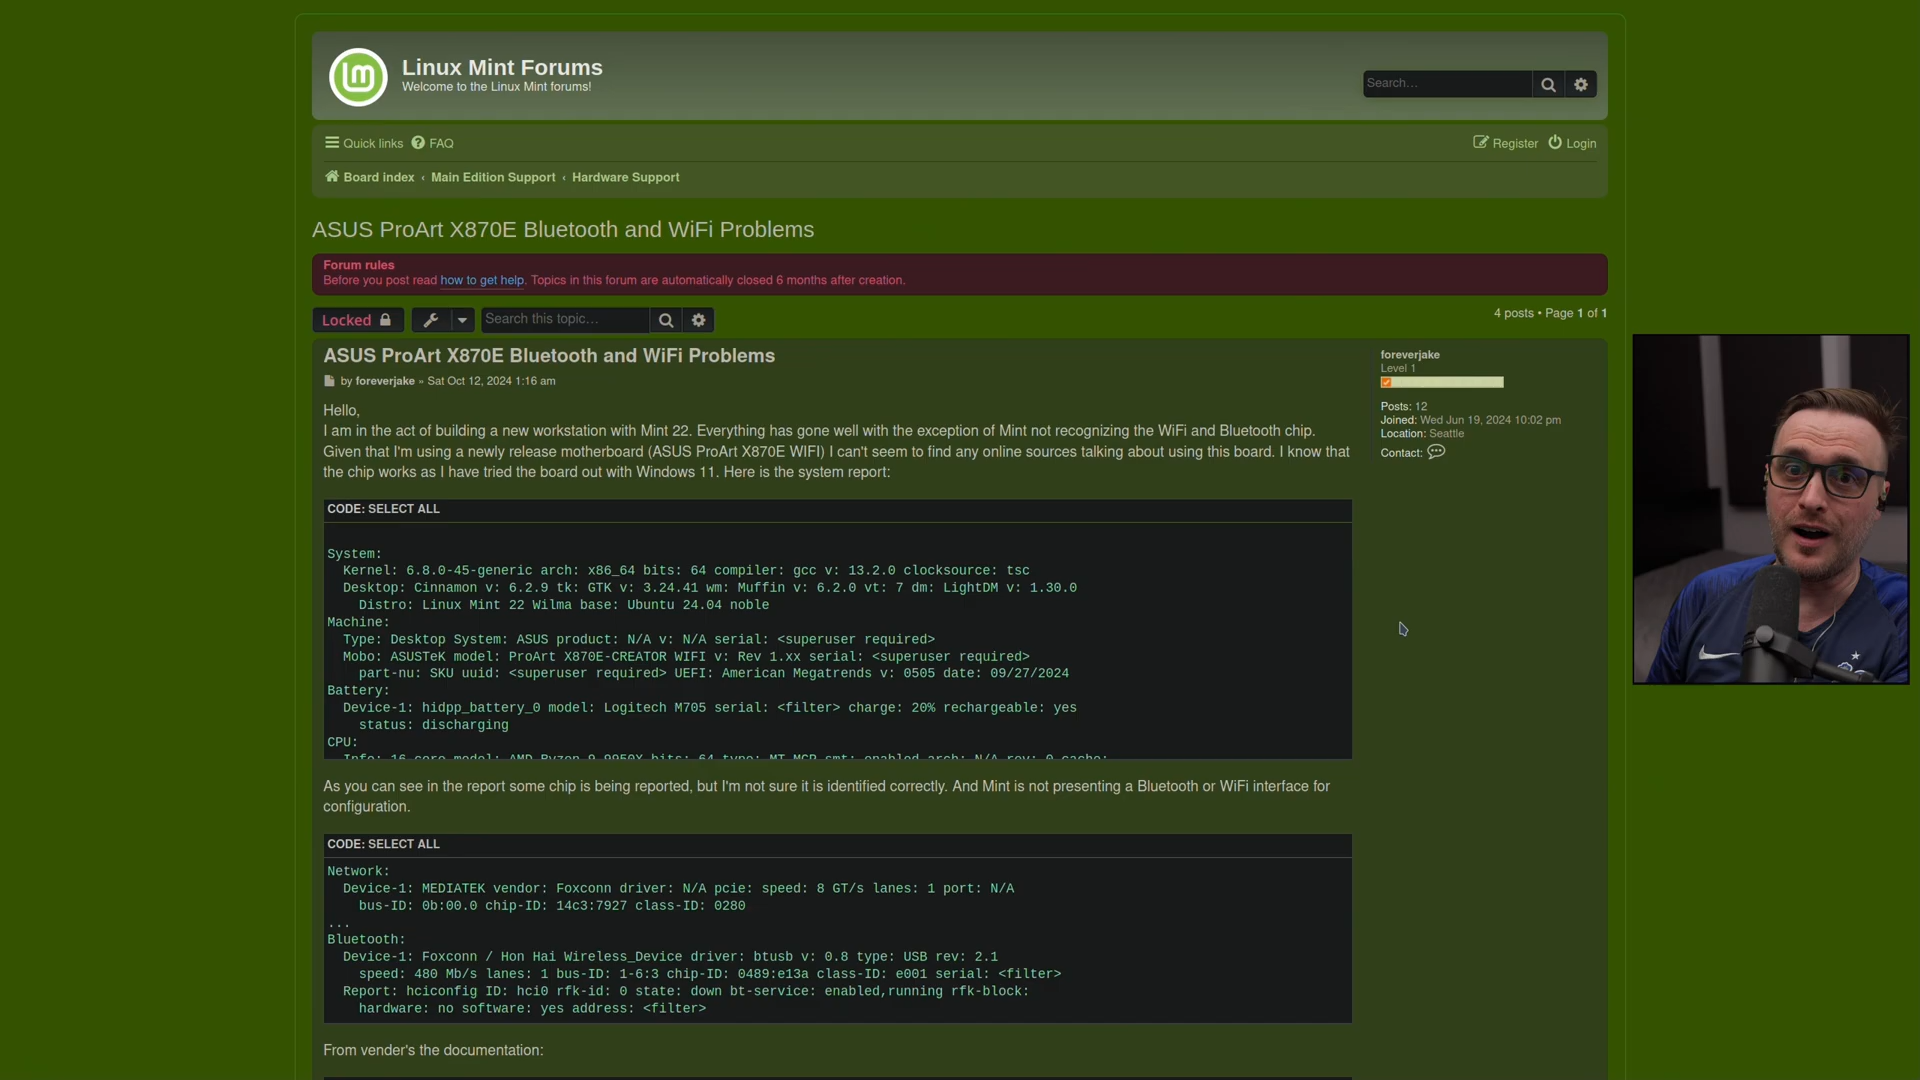 Linux Mint Forums
Welcome to the Linux Mint forums!
Search…
Quick links FAQ
Register Login
Board index ‹ Main Edition Support ‹ Hardware Support
ASUS ProArt X870E Bluetooth and WiFi Problems
Forum rules
Before you post read how to get help. Topics in this forum are automatically closed 6 months after creation.
Locked
Search this topic…
4 posts • Page 1 of 1
ASUS ProArt X870E Bluetooth and WiFi Problems
by foreverjake » Sat Oct 12, 2024 1:16 am
foreverjake
Level 1
Posts: 12
Joined: Wed Jun 19, 2024 10:02 pm
Location: Seattle
Contact:
Hello,
I am in the act of building a new workstation with Mint 22. Everything has gone well with the exception of Mint not recognizing the WiFi and Bluetooth chip.
Given that I'm using a newly release motherboard (ASUS ProArt X870E WIFI) I can't seem to find any online sources talking about using this board. I know that
the chip works as I have tried the board out with Windows 11. Here is the system report:
CODE: SELECT ALL
System:
Kernel: 6.8.0-45-generic arch: x86_64 bits: 64 compiler: gcc v: 13.2.0 clocksource: tsc
Desktop: Cinnamon v: 6.2.9 tk: GTK v: 3.24.41 wm: Muffin v: 6.2.0 vt: 7 dm: LightDM v: 1.30.0
Distro: Linux Mint 22 Wilma base: Ubuntu 24.04 noble
Machine:
Type: Desktop System: ASUS product: N/A v: N/A serial: <superuser required>
Mobo: ASUSTeK model: ProArt X870E-CREATOR WIFI v: Rev 1.xx serial: <superuser required>
part-nu: SKU uuid: <superuser required> UEFI: American Megatrends v: 0505 date: 09/27/2024
Battery:
Device-1: hidpp_battery_0 model: Logitech M705 serial: <filter> charge: 20% rechargeable: yes
status: discharging
CPU:
Info: 16-core model: AMD Ryzen 9 9950X bits: 64 type: MT MCP smt: enabled arch: N/A rev: 0 cache:
As you can see in the report some chip is being reported, but I'm not sure it is identified correctly. And Mint is not presenting a Bluetooth or WiFi interface for
configuration.
CODE: SELECT ALL
Network:
Device-1: MEDIATEK vendor: Foxconn driver: N/A pcie: speed: 8 GT/s lanes: 1 port: N/A
bus-ID: 0b:00.0 chip-ID: 14c3:7927 class-ID: 0280
...
Bluetooth:
Device-1: Foxconn / Hon Hai Wireless_Device driver: btusb v: 0.8 type: USB rev: 2.1
speed: 480 Mb/s lanes: 1 bus-ID: 1-6:3 chip-ID: 0489:e13a class-ID: e001 serial: <filter>
Report: hciconfig ID: hci0 rfk-id: 0 state: down bt-service: enabled,running rfk-block:
hardware: no software: yes address: <filter>
From vender's the documentation: